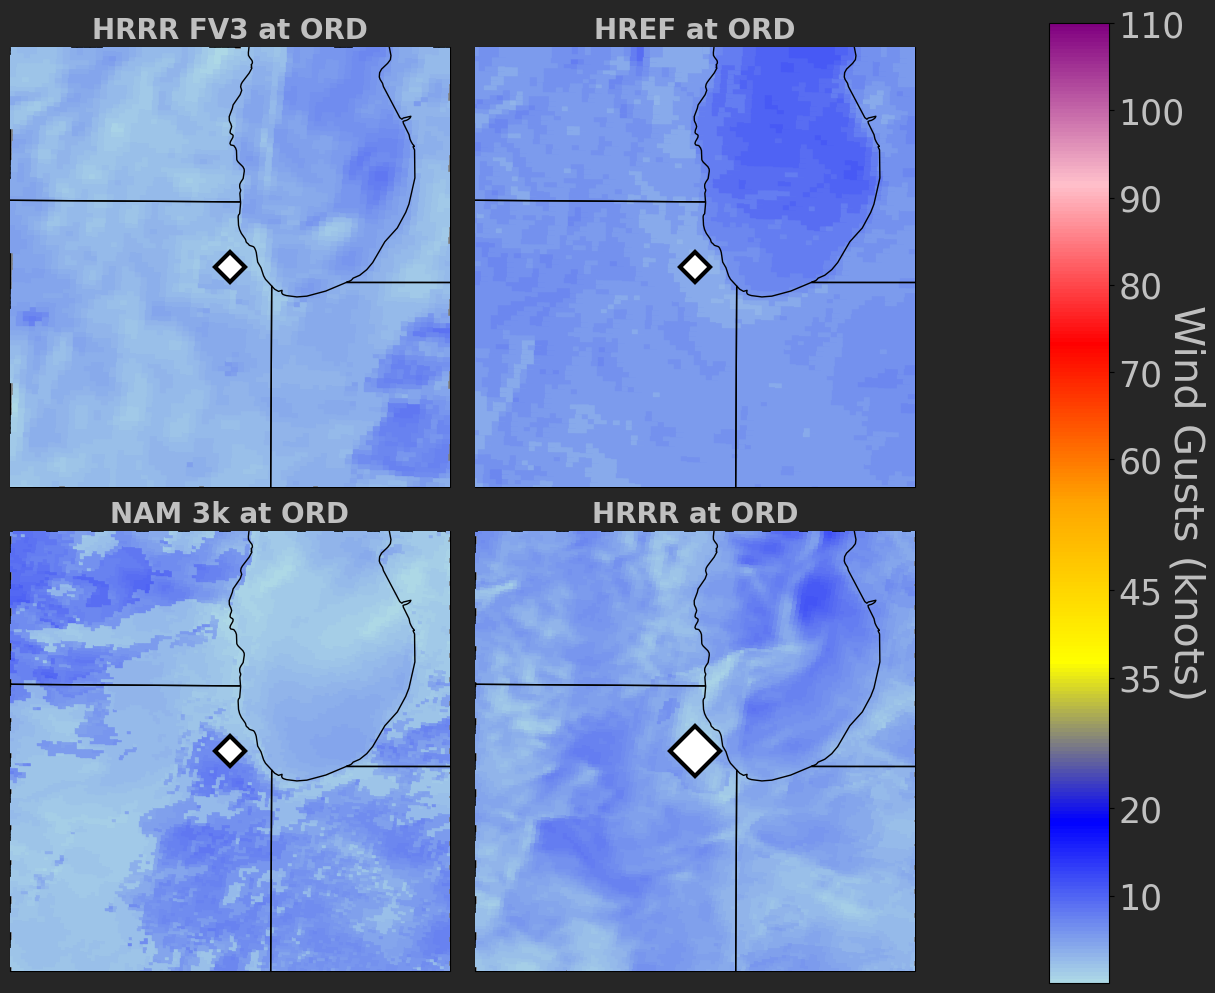 HRRR FV3 at ORD
HREF at ORD
NAM 3k at ORD
HRRR at ORD
110
100
90
80
70
60
45
35
20
10
Wind Gusts (knots)